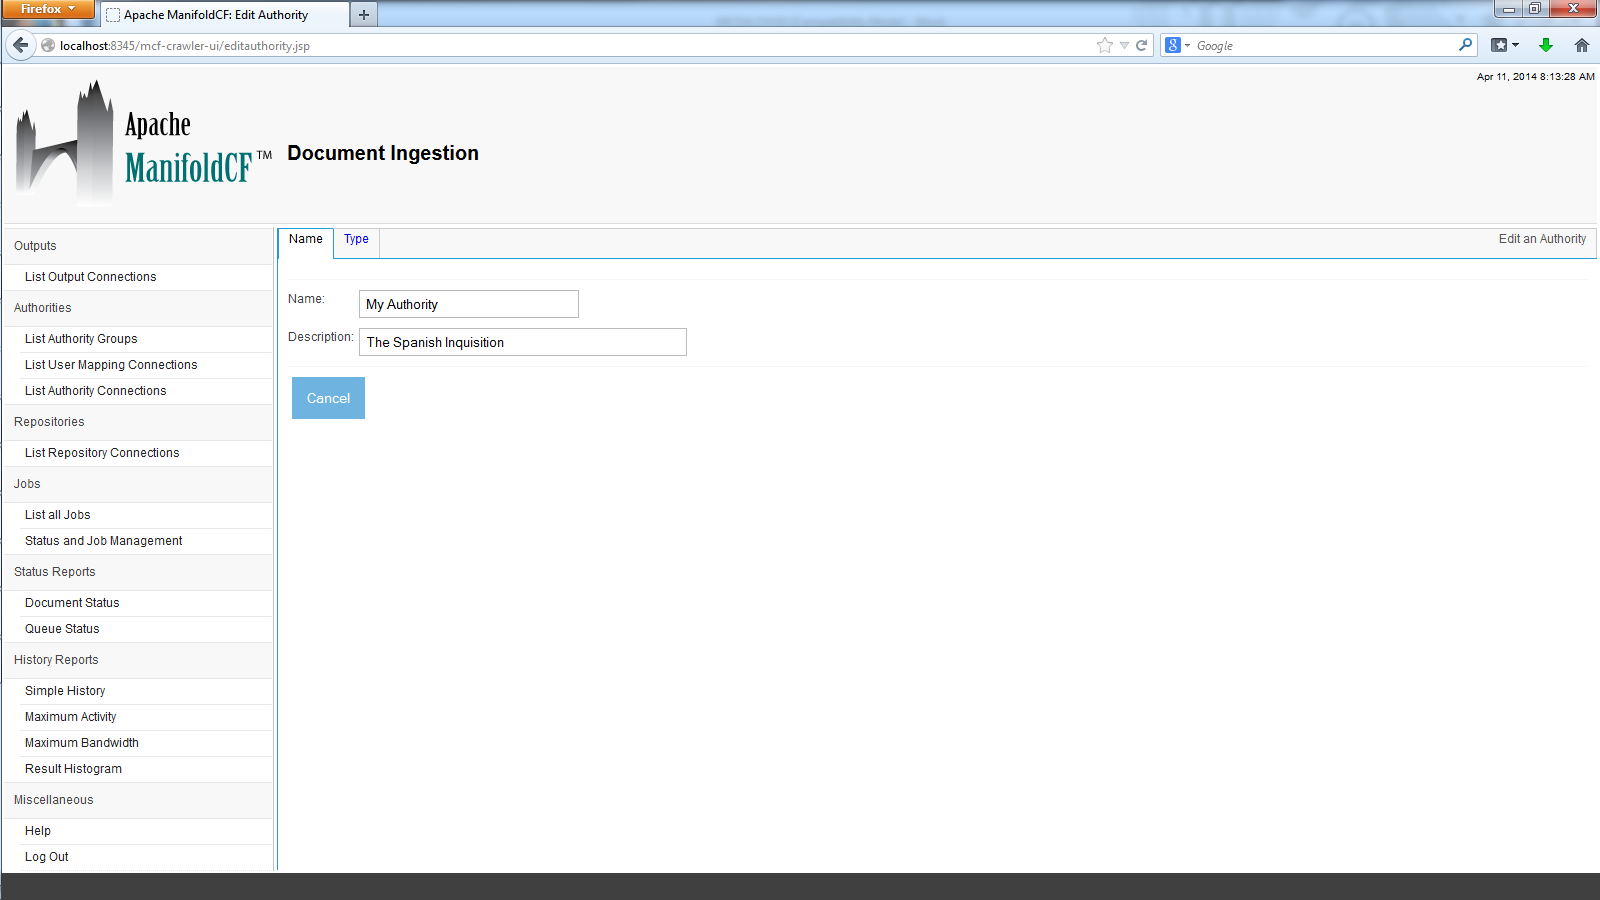 Firefox
Apache ManifoldCF: Edit Authority
localhost:8345/mcf-crawler-ui/editauthority.jsp
Google
Apr 11, 2014 8:13:28 AM
Apache
ManifoldCF™
Document Ingestion
Outputs
List Output Connections
Authorities
List Authority Groups
List User Mapping Connections
List Authority Connections
Repositories
List Repository Connections
Jobs
List all Jobs
Status and Job Management
Status Reports
Document Status
Queue Status
History Reports
Simple History
Maximum Activity
Maximum Bandwidth
Result Histogram
Miscellaneous
Help
Log Out
Name
Type
Edit an Authority
Name:
My Authority
Description:
The Spanish Inquisition
Cancel